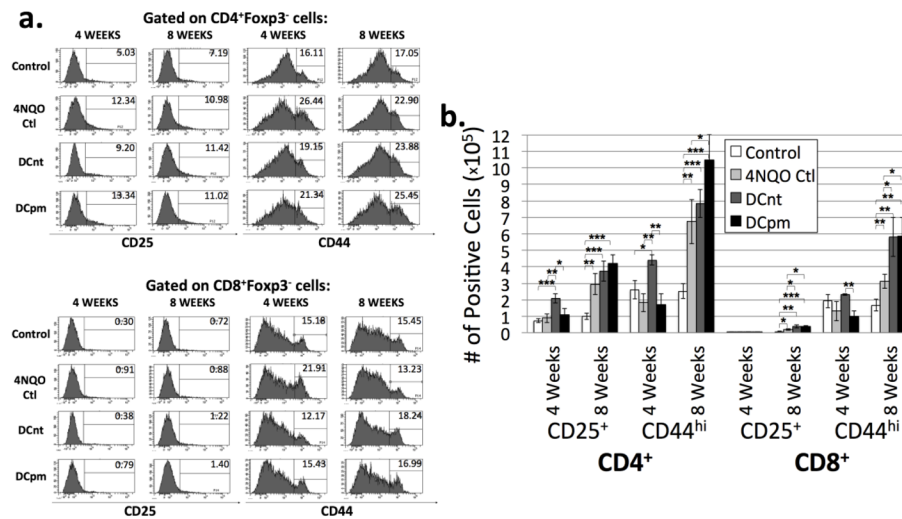 a.
Gated on CD4⁺Foxp3⁻ cells:
4 WEEKS 8 WEEKS 4 WEEKS 8 WEEKS
Control 5.03 7.19 16.11 17.05
4NQO Ctl 12.34 10.98 26.44 22.90
DCnt 9.20 11.42 19.15 23.88
DCpm 13.34 11.02 21.34 25.45
CD25 CD44
Gated on CD8⁺Foxp3⁻ cells:
4 WEEKS 8 WEEKS 4 WEEKS 8 WEEKS
Control 0.30 0.72 15.18 15.45
4NQO Ctl 0.91 0.88 21.91 13.23
DCnt 0.38 1.22 12.17 18.24
DCpm 0.79 1.40 15.43 16.99
CD25 CD44
b.
# of Positive Cells (×10⁵)
12
11
10
9
8
7
6
5
4
3
2
1
0
Control
4NQO Ctl
DCnt
DCpm
* *** ** *
** *** ***
* ** **
** *** *** *
* ** *** * *
**
** ** ** * *
4 Weeks 8 Weeks 4 Weeks 8 Weeks 4 Weeks 8 Weeks 4 Weeks 8 Weeks
CD25⁺ CD44ʰⁱ CD25⁺ CD44ʰⁱ
CD4⁺ CD8⁺